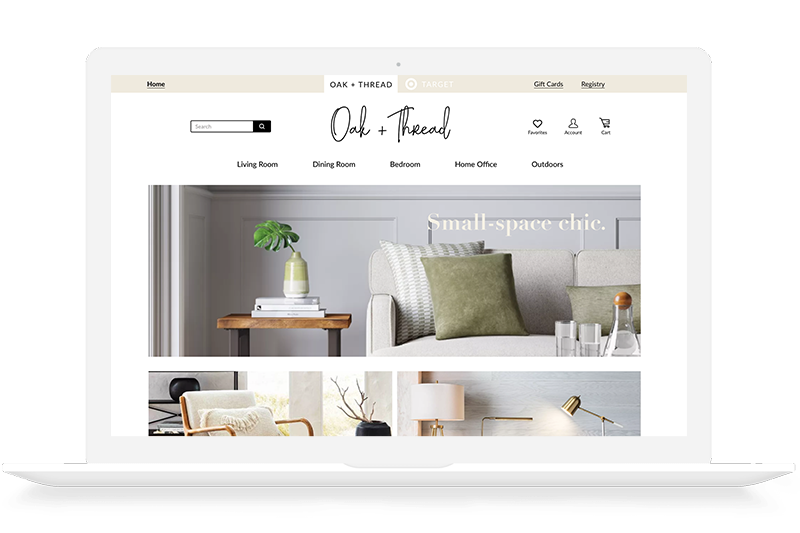 Home OAK + THREAD TARGET Gift Cards Registry
Search Oak + Thread Favorites Account Cart
Living Room Dining Room Bedroom Home Office Outdoors
Small-space chic.